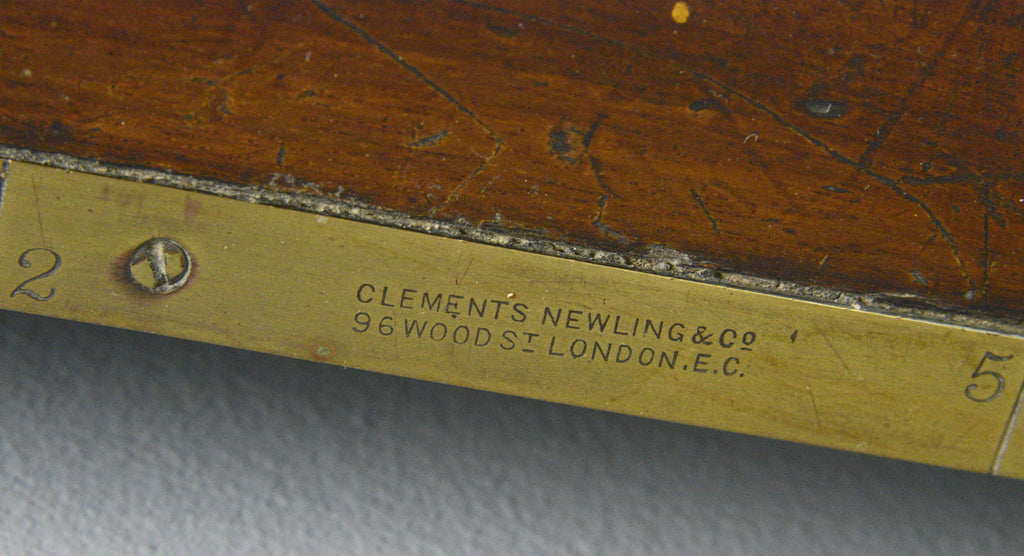 2
CLEMENTS NEWLING & Co
96 WOOD ST LONDON. E. C.
5